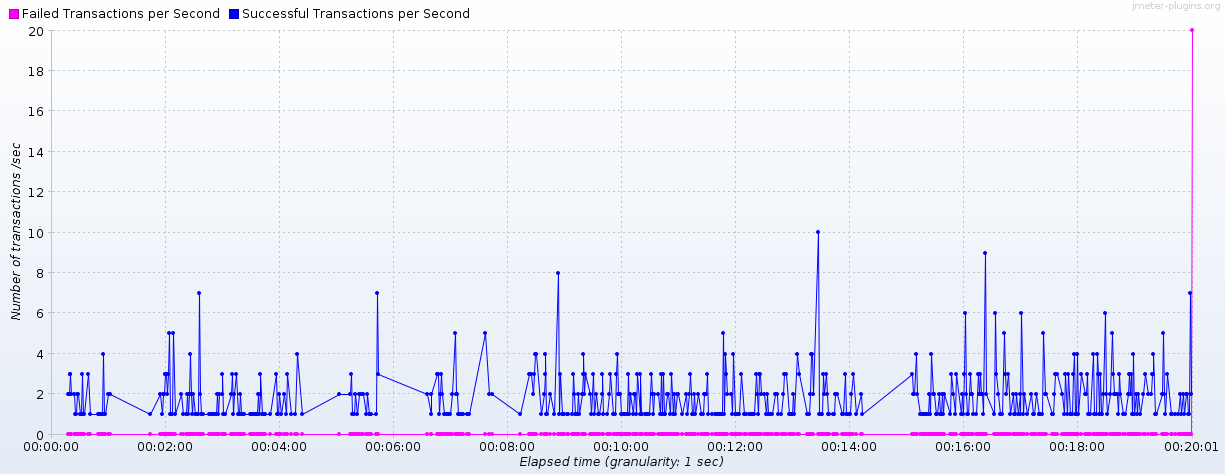 Failed Transactions per Second Successful Transactions per Second
jmeter-plugins.org
Number of transactions /sec
20
18
16
14
12
10
8
6
4
2
0
00:00:00 00:02:00 00:04:00 00:06:00 00:08:00 00:10:00 00:12:00 00:14:00 00:16:00 00:18:00 00:20:01
Elapsed time (granularity: 1 sec)